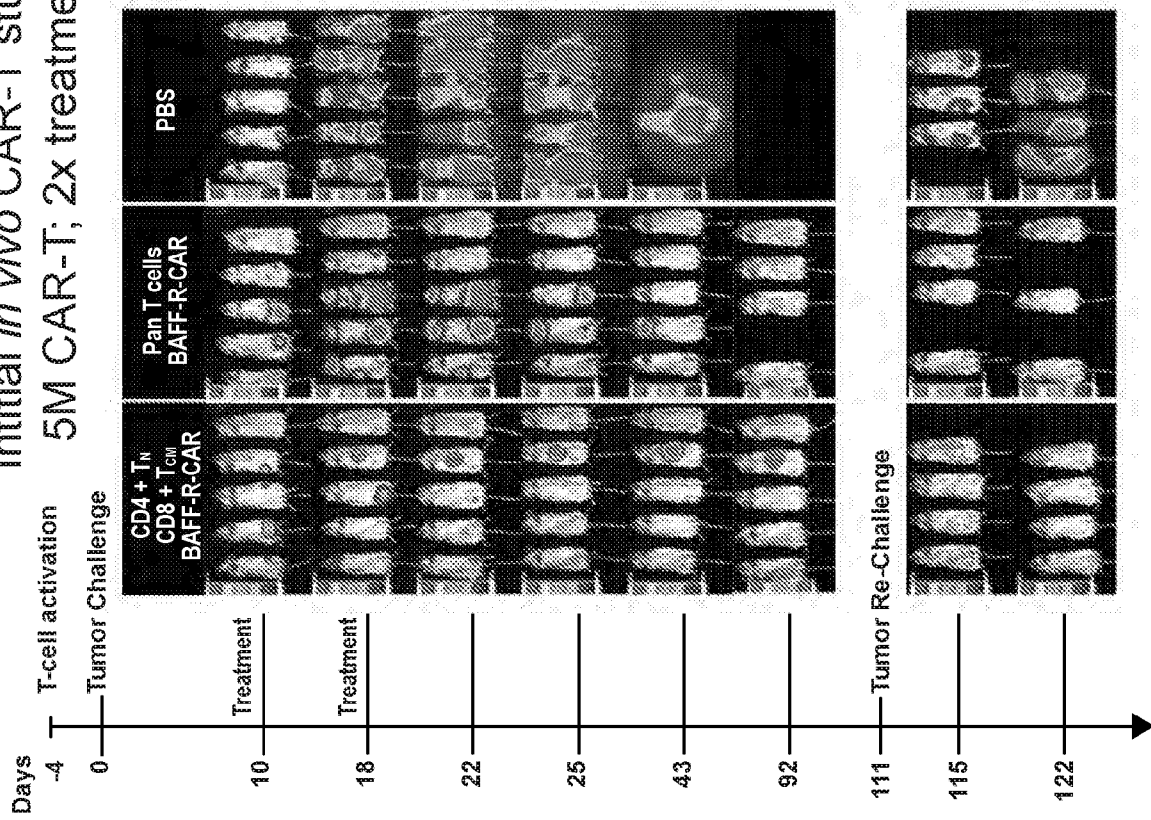 Initial in vivo CAR-T stu
5M CAR-T; 2x treatme
Days
-4 T-cell activation
0 Tumor Challenge
CD4 + TN
CD8 + TCM
BAFF-R-CAR
Pan T cells
BAFF-R-CAR
PBS
10 Treatment
18 Treatment
22
25
43
92
111 Tumor Re-Challenge
115
122